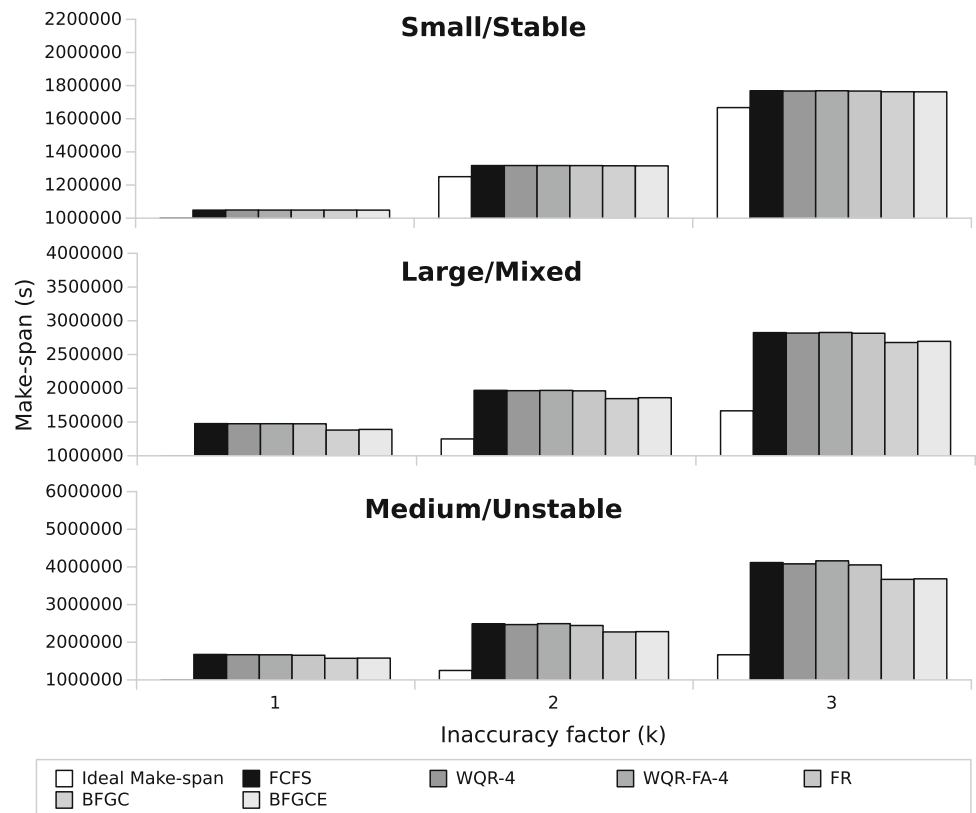 Small/Stable
2200000
2000000
1800000
1600000
1400000
1200000
1000000
Large/Mixed
4000000
3500000
3000000
2500000
2000000
1500000
1000000
Make-span (s)
Medium/Unstable
6000000
5000000
4000000
3000000
2000000
1000000
1 2 3
Inaccuracy factor (k)
Ideal Make-span FCFS WQR-4 WQR-FA-4 FR
BFGC BFGCE